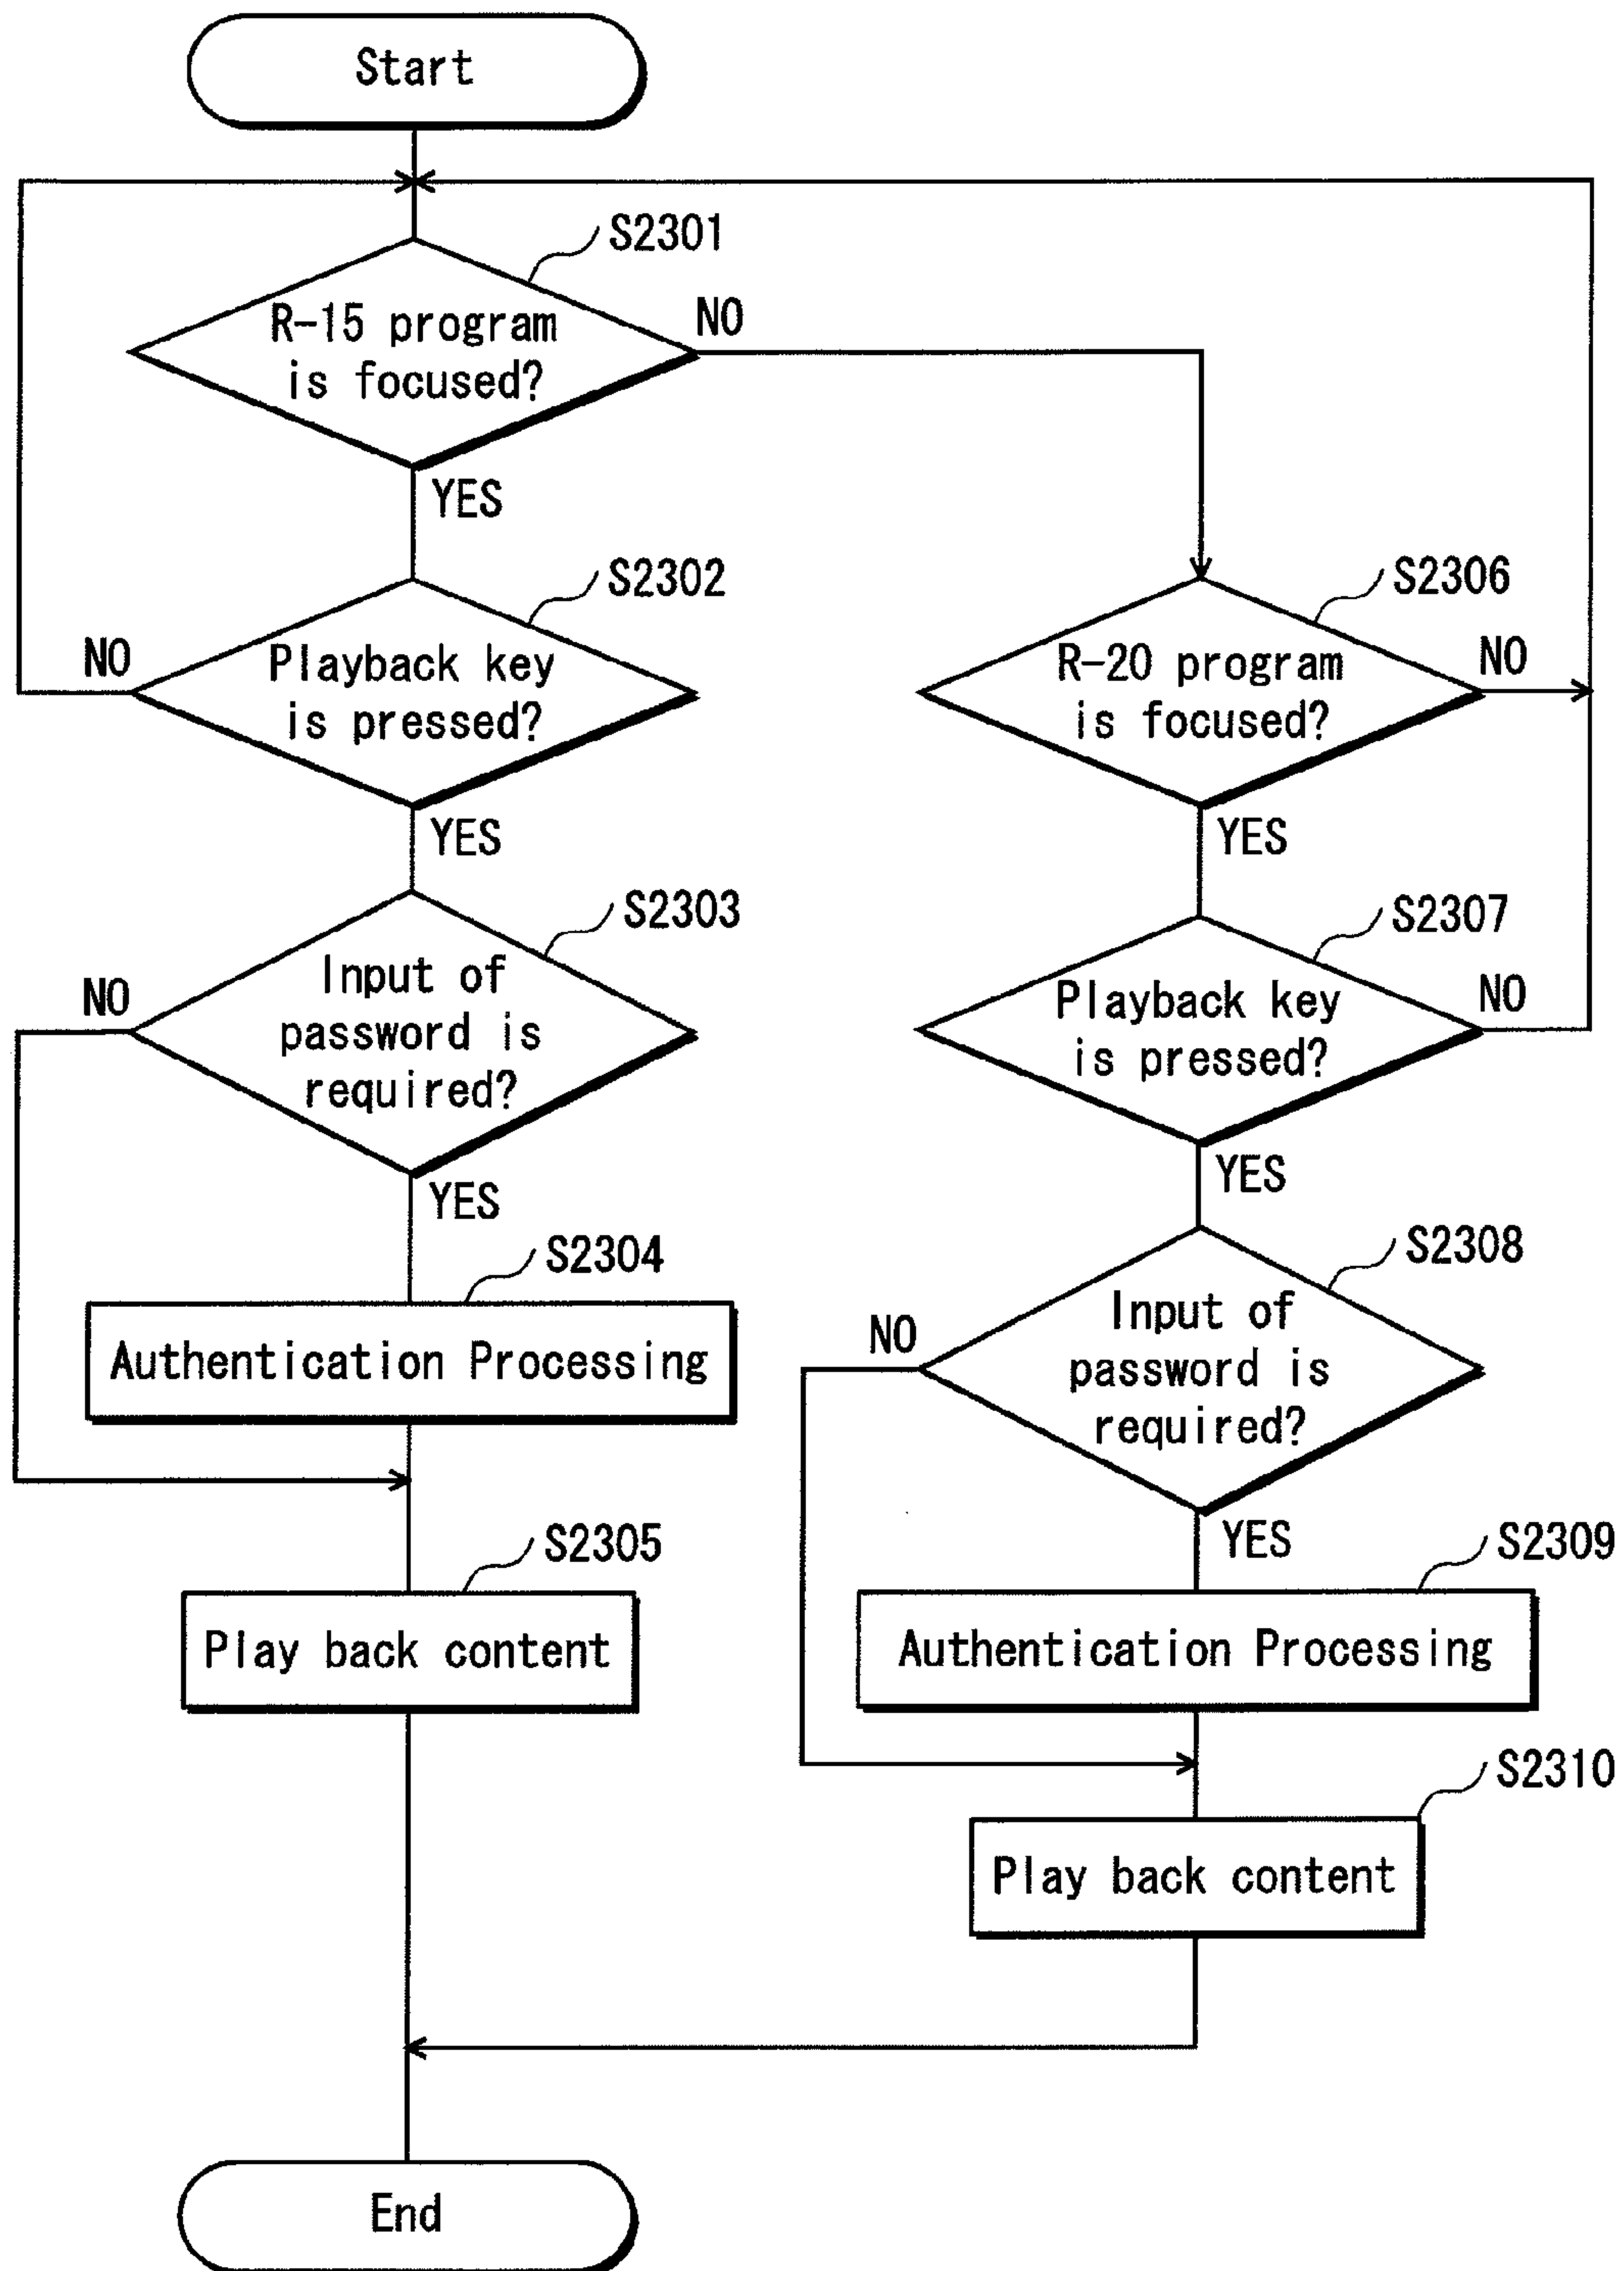 Start
S2301
R-15 program
is focused?
NO
YES
S2302
Playback key
is pressed?
NO
YES
S2303
Input of
password is
required?
NO
YES
S2304
Authentication Processing
S2305
Play back content
S2306
R-20 program
is focused?
NO
YES
S2307
Playback key
is pressed?
NO
YES
S2308
Input of
password is
required?
NO
YES
S2309
Authentication Processing
S2310
Play back content
End